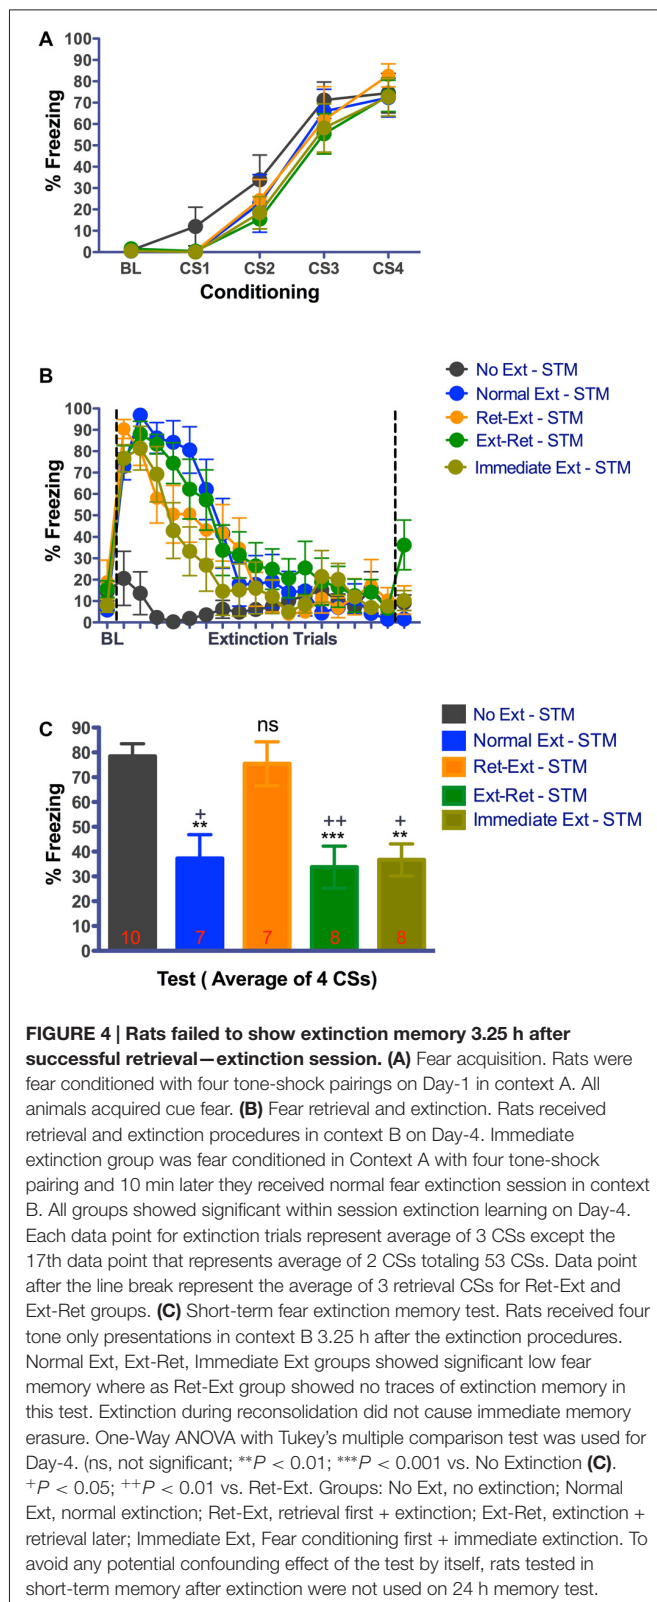 A
100
90
80
70
60
50
40
30
20
10
0
% Freezing
BL CS1 CS2 CS3 CS4
Conditioning
B
100
90
80
70
60
50
40
30
20
10
0
% Freezing
BL Extinction Trials
No Ext - STM
Normal Ext - STM
Ret-Ext - STM
Ext-Ret - STM
Immediate Ext - STM
C
90
80
70
60
50
40
30
20
10
0
% Freezing
+
**
ns
++
***
+
**
10 7 7 8 8
Test ( Average of 4 CSs)
No Ext - STM
Normal Ext - STM
Ret-Ext - STM
Ext-Ret - STM
Immediate Ext - STM
FIGURE 4 | Rats failed to show extinction memory 3.25 h after
successful retrieval—extinction session. (A) Fear acquisition. Rats were
fear conditioned with four tone-shock pairings on Day-1 in context A. All
animals acquired cue fear. (B) Fear retrieval and extinction. Rats received
retrieval and extinction procedures in context B on Day-4. Immediate
extinction group was fear conditioned in Context A with four tone-shock
pairing and 10 min later they received normal fear extinction session in context
B. All groups showed significant within session extinction learning on Day-4.
Each data point for extinction trials represent average of 3 CSs except the
17th data point that represents average of 2 CSs totaling 53 CSs. Data point
after the line break represent the average of 3 retrieval CSs for Ret-Ext and
Ext-Ret groups. (C) Short-term fear extinction memory test. Rats received four
tone only presentations in context B 3.25 h after the extinction procedures.
Normal Ext, Ext-Ret, Immediate Ext groups showed significant low fear
memory where as Ret-Ext group showed no traces of extinction memory in
this test. Extinction during reconsolidation did not cause immediate memory
erasure. One-Way ANOVA with Tukey's multiple comparison test was used for
Day-4. (ns, not significant; **P < 0.01; ***P < 0.001 vs. No Extinction (C).
+P < 0.05; ++P < 0.01 vs. Ret-Ext. Groups: No Ext, no extinction; Normal
Ext, normal extinction; Ret-Ext, retrieval first + extinction; Ext-Ret, extinction +
retrieval later; Immediate Ext, Fear conditioning first + immediate extinction. To
avoid any potential confounding effect of the test by itself, rats tested in
short-term memory after extinction were not used on 24 h memory test.